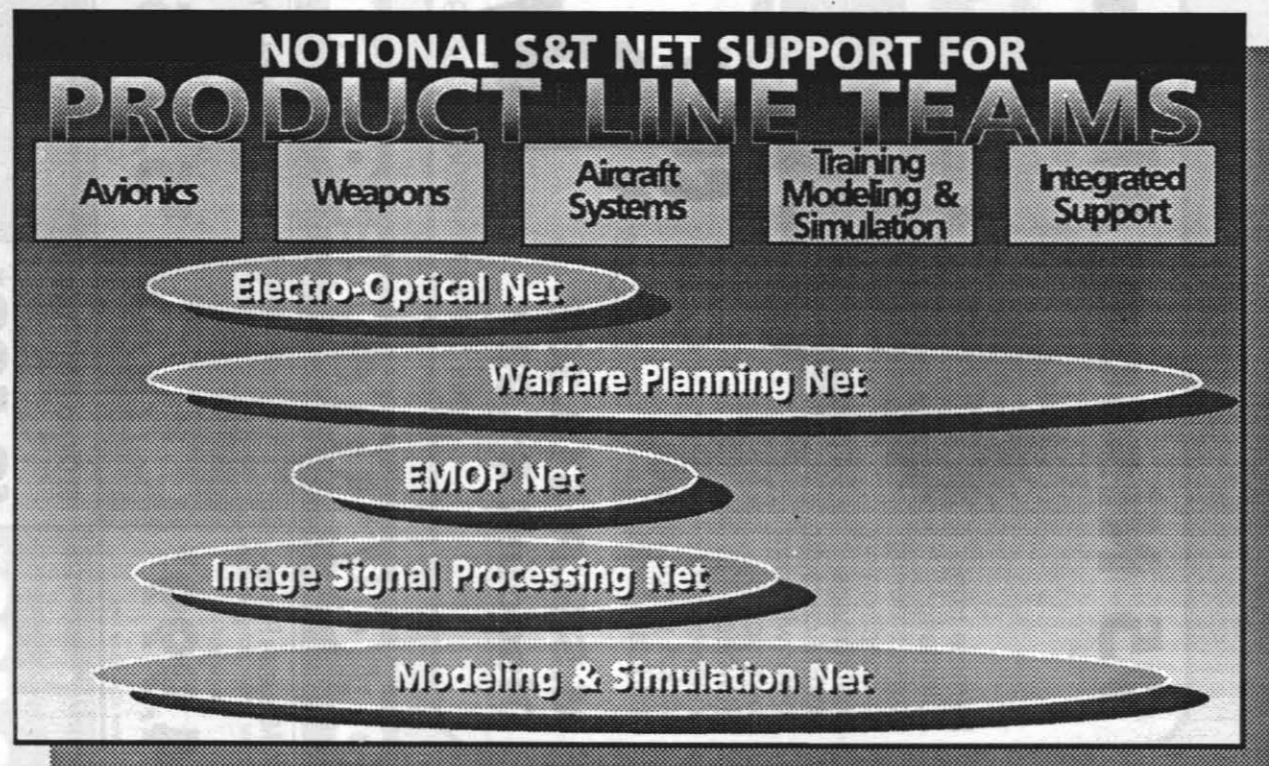 NOTIONAL S&T NET SUPPORT FOR
PRODUCT LINE TEAMS
Avionics
Weapons
Aircraft
Systems
Training
Modeling &
Simulation
Integrated
Support
Electro-Optical Net
Warfare Planning Net
EMOP Net
Image Signal Processing Net
Modeling & Simulation Net